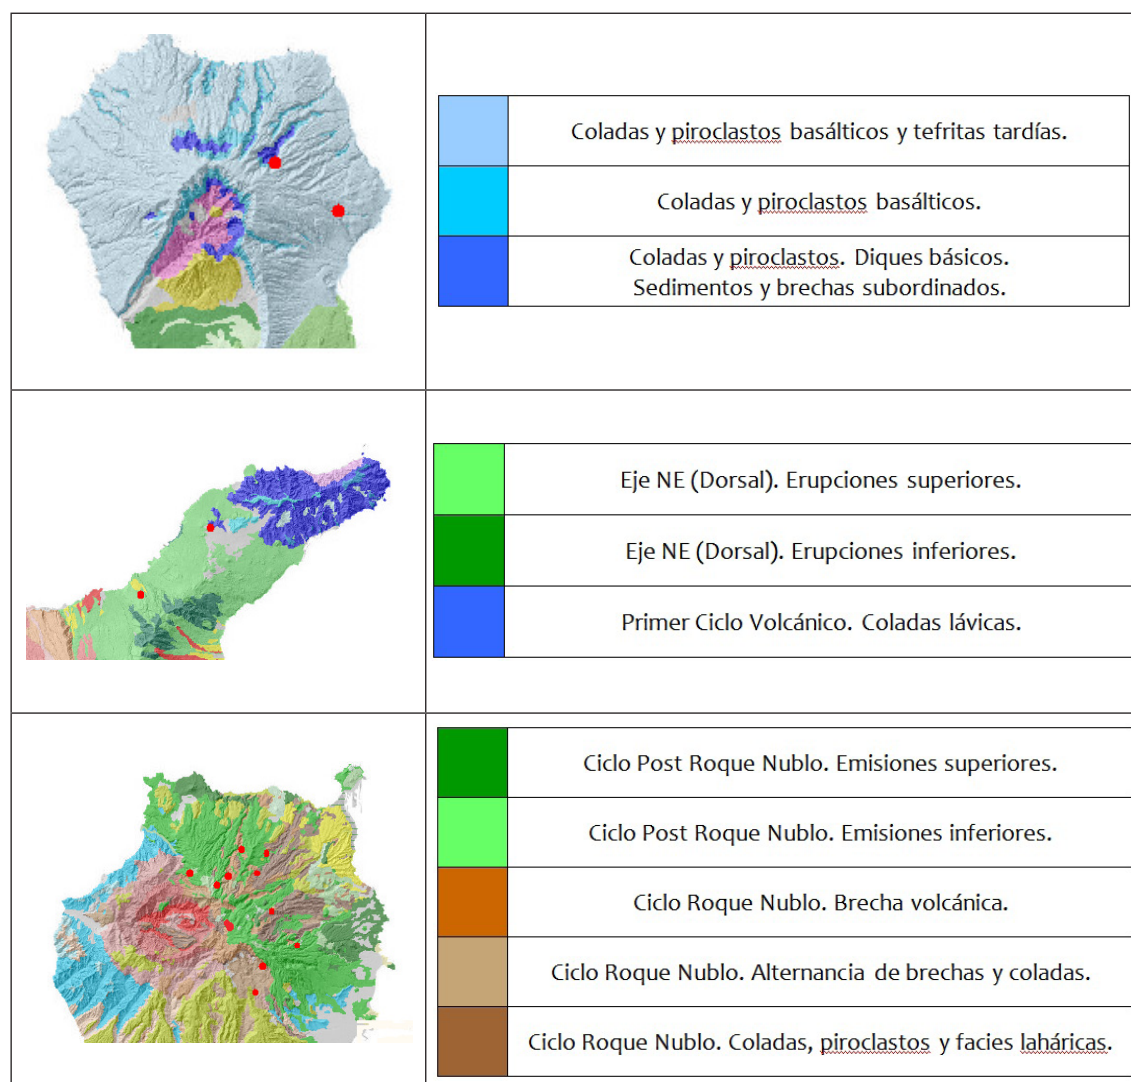 Coladas y piroclastos basálticos y tefritas tardías.
Coladas y piroclastos basálticos.
Coladas y piroclastos. Diques básicos.
Sedimentos y brechas subordinados.
Eje NE (Dorsal). Erupciones superiores.
Eje NE (Dorsal). Erupciones inferiores.
Primer Ciclo Volcánico. Coladas lávicas.
Ciclo Post Roque Nublo. Emisiones superiores.
Ciclo Post Roque Nublo. Emisiones inferiores.
Ciclo Roque Nublo. Brecha volcánica.
Ciclo Roque Nublo. Alternancia de brechas y coladas.
Ciclo Roque Nublo. Coladas, piroclastos y facies laháricas.